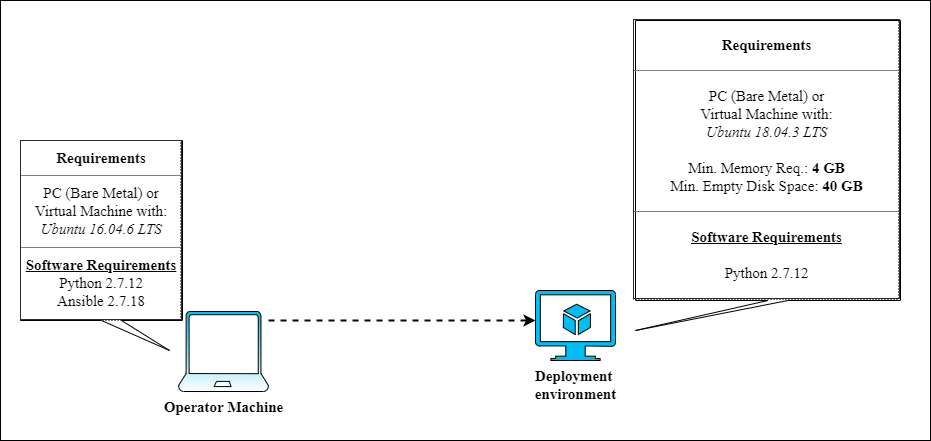 Requirements
PC (Bare Metal) or
Virtual Machine with:
Ubuntu 16.04.6 LTS
Software Requirements
Python 2.7.12
Ansible 2.7.18
Operator Machine
Requirements
PC (Bare Metal) or
Virtual Machine with:
Ubuntu 18.04.3 LTS
Min. Memory Req.: 4 GB
Min. Empty Disk Space: 40 GB
Software Requirements
Python 2.7.12
Deployment
environment